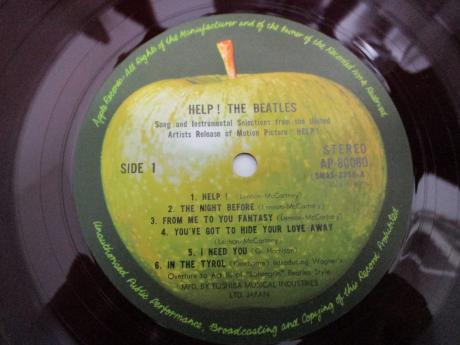 Apple Records · All Rights of the Manufacturer and of the Owner of the Recorded Work Reserved.
HELP! THE BEATLES
Song and Instrumental Selections from the United
Artists Release of Motion Picture "HELP!"
SIDE 1
STEREO
AP-80060
1. HELP! (Lennon-McCartney)
2. THE NIGHT BEFORE (Lennon-McCartney)
3. FROM ME TO YOU FANTASY (Lennon-McCartney)
4. YOU'VE GOT TO HIDE YOUR LOVE AWAY
(Lennon-McCartney)
5. I NEED YOU (G. Harrison)
6. IN THE TYROL Introducing Wagner's
Overture to Act III of "Lohengrin" Beatles Style
MFD. BY TOSHIBA MUSICAL INDUSTRIES
LTD. JAPAN
Unauthorised Public Performance, Broadcasting and Copying of this Record Prohibited